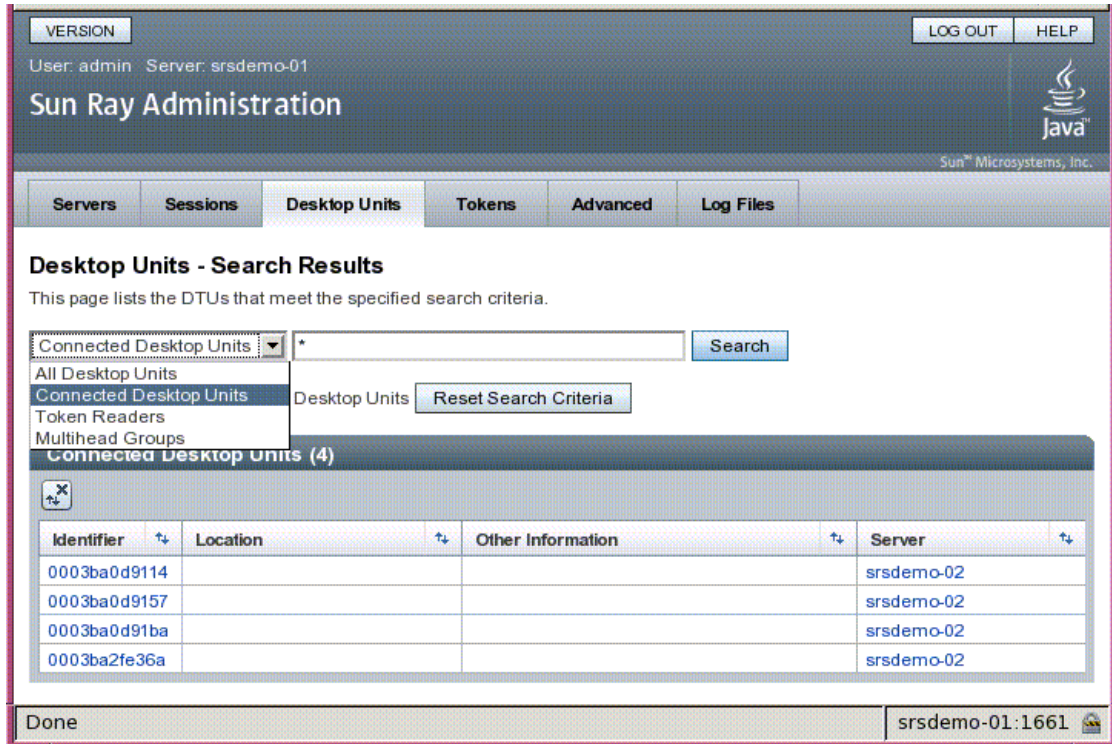 VERSION
LOG OUT
HELP
User: admin Server: srsdemo-01
Sun Ray Administration
Java™
Sun™ Microsystems, Inc.
Servers
Sessions
Desktop Units
Tokens
Advanced
Log Files
Desktop Units - Search Results
This page lists the DTUs that meet the specified search criteria.
Connected Desktop Units
*
Search
All Desktop Units
Connected Desktop Units
Token Readers
Multihead Groups
Desktop Units
Reset Search Criteria
Connected Desktop Units (4)
Identifier
Location
Other Information
Server
0003ba0d9114 srsdemo-02
0003ba0d9157 srsdemo-02
0003ba0d91ba srsdemo-02
0003ba2fe36a srsdemo-02
Done
srsdemo-01:1661